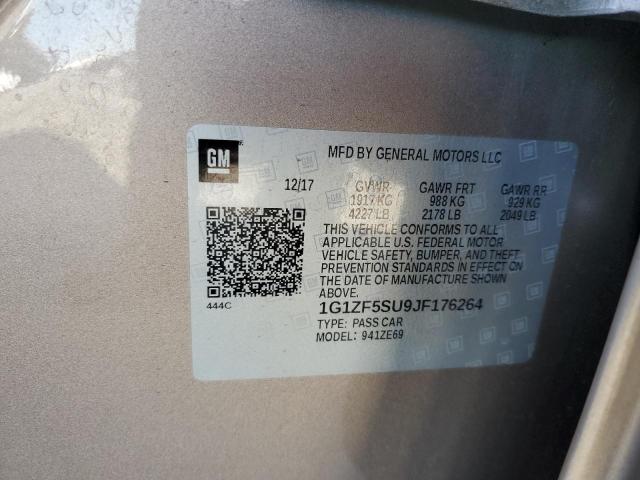 GM
MFD BY GENERAL MOTORS LLC
12/17 GVWR GAWR FRT GAWR RR
1917 KG 988 KG 929 KG
4227 LB 2178 LB 2049 LB
THIS VEHICLE CONFORMS TO ALL
APPLICABLE U.S. FEDERAL MOTOR
VEHICLE SAFETY, BUMPER, AND THEFT
PREVENTION STANDARDS IN EFFECT ON
THE DATE OF MANUFACTURE SHOWN
ABOVE.
444C
1G1ZF5SU9JF176264
TYPE: PASS CAR
MODEL: 941ZE69